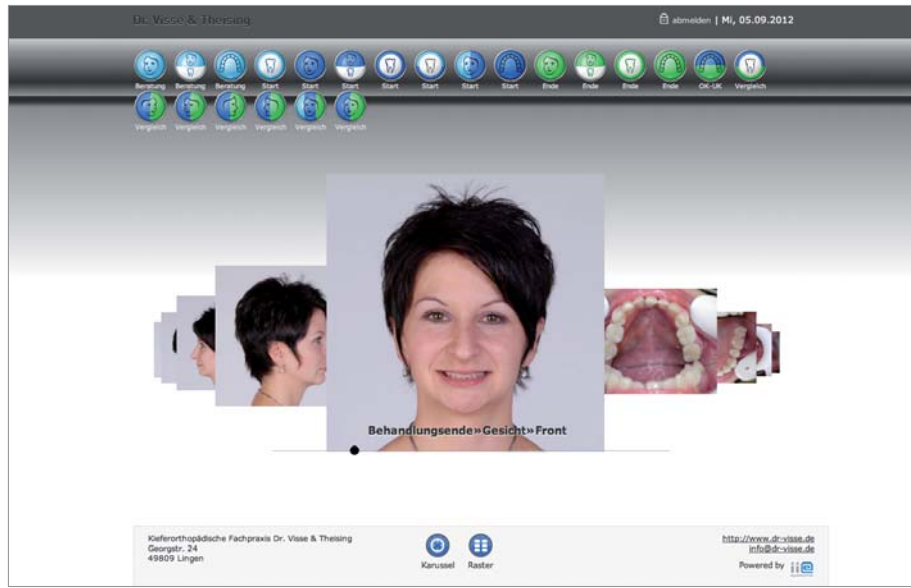 Dr. Visse & Theising
abmelden | Mi, 05.09.2012
Beratung Beratung Beratung Start Start Start Start Start Start Start Ende Ende Ende Ende OK-UK Vergleich
Vergleich Vergleich Vergleich Vergleich Vergleich Vergleich
Behandlungsende»Gesicht»Front
Kieferorthopädische Fachpraxis Dr. Visse & Theising
Georgstr. 24
49809 Lingen
Karussel Raster
http://www.dr-visse.de
info@dr-visse.de
Powered by